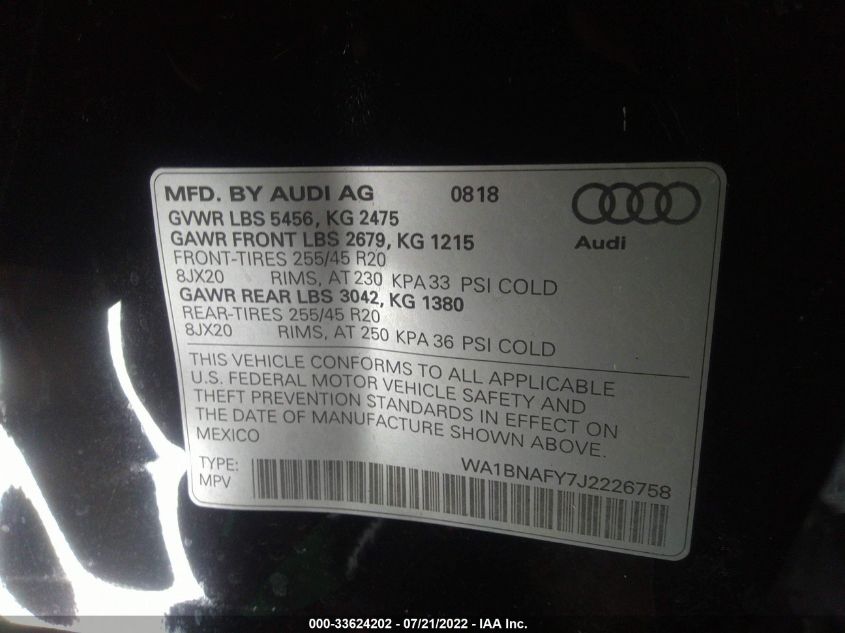 MFD. BY AUDI AG 0818
GVWR LBS 5456, KG 2475
GAWR FRONT LBS 2679, KG 1215
FRONT-TIRES 255/45 R20
8JX20 RIMS, AT 230 KPA 33 PSI COLD
GAWR REAR LBS 3042, KG 1380
REAR-TIRES 255/45 R20
8JX20 RIMS, AT 250 KPA 36 PSI COLD
Audi
THIS VEHICLE CONFORMS TO ALL APPLICABLE
U.S. FEDERAL MOTOR VEHICLE SAFETY AND
THEFT PREVENTION STANDARDS IN EFFECT ON
THE DATE OF MANUFACTURE SHOWN ABOVE.
MEXICO
TYPE: WA1BNAFY7J2226758
MPV
000-33624202 - 07/21/2022 - IAA Inc.